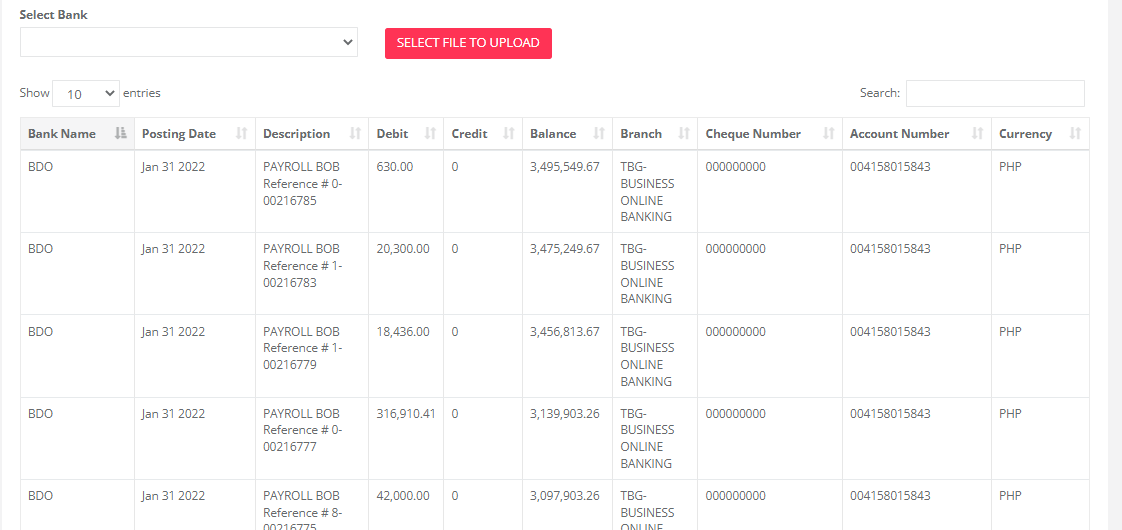 Select Bank
SELECT FILE TO UPLOAD
Show 10 entries Search:
Bank Name Posting Date Description Debit Credit Balance Branch Cheque Number Account Number Currency
BDO Jan 31 2022 PAYROLL BOB 630.00 0 3,495,549.67 TBG- 000000000 004158015843 PHP
Reference # 0- BUSINESS
00216785 ONLINE
BANKING
BDO Jan 31 2022 PAYROLL BOB 20,300.00 0 3,475,249.67 TBG- 000000000 004158015843 PHP
Reference # 1- BUSINESS
00216783 ONLINE
BANKING
BDO Jan 31 2022 PAYROLL BOB 18,436.00 0 3,456,813.67 TBG- 000000000 004158015843 PHP
Reference # 1- BUSINESS
00216779 ONLINE
BANKING
BDO Jan 31 2022 PAYROLL BOB 316,910.41 0 3,139,903.26 TBG- 000000000 004158015843 PHP
Reference # 0- BUSINESS
00216777 ONLINE
BANKING
BDO Jan 31 2022 PAYROLL BOB 42,000.00 0 3,097,903.26 TBG- 000000000 004158015843 PHP
Reference # 8- BUSINESS
00216775 ONLINE